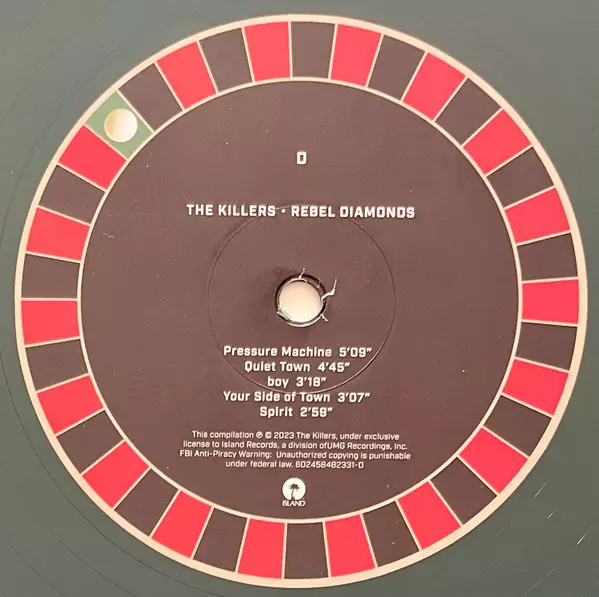 D
THE KILLERS • REBEL DIAMONDS
Pressure Machine 5'09"
Quiet Town 4'45"
boy 3'18"
Your Side of Town 3'07"
Spirit 2'59"
This compilation ℗ © 2023 The Killers, under exclusive
license to Island Records, a division ofUMG Recordings, Inc.
FBI Anti-Piracy Warning: Unauthorized copying is punishable
under federal law. 602458482331-D
ISLAND